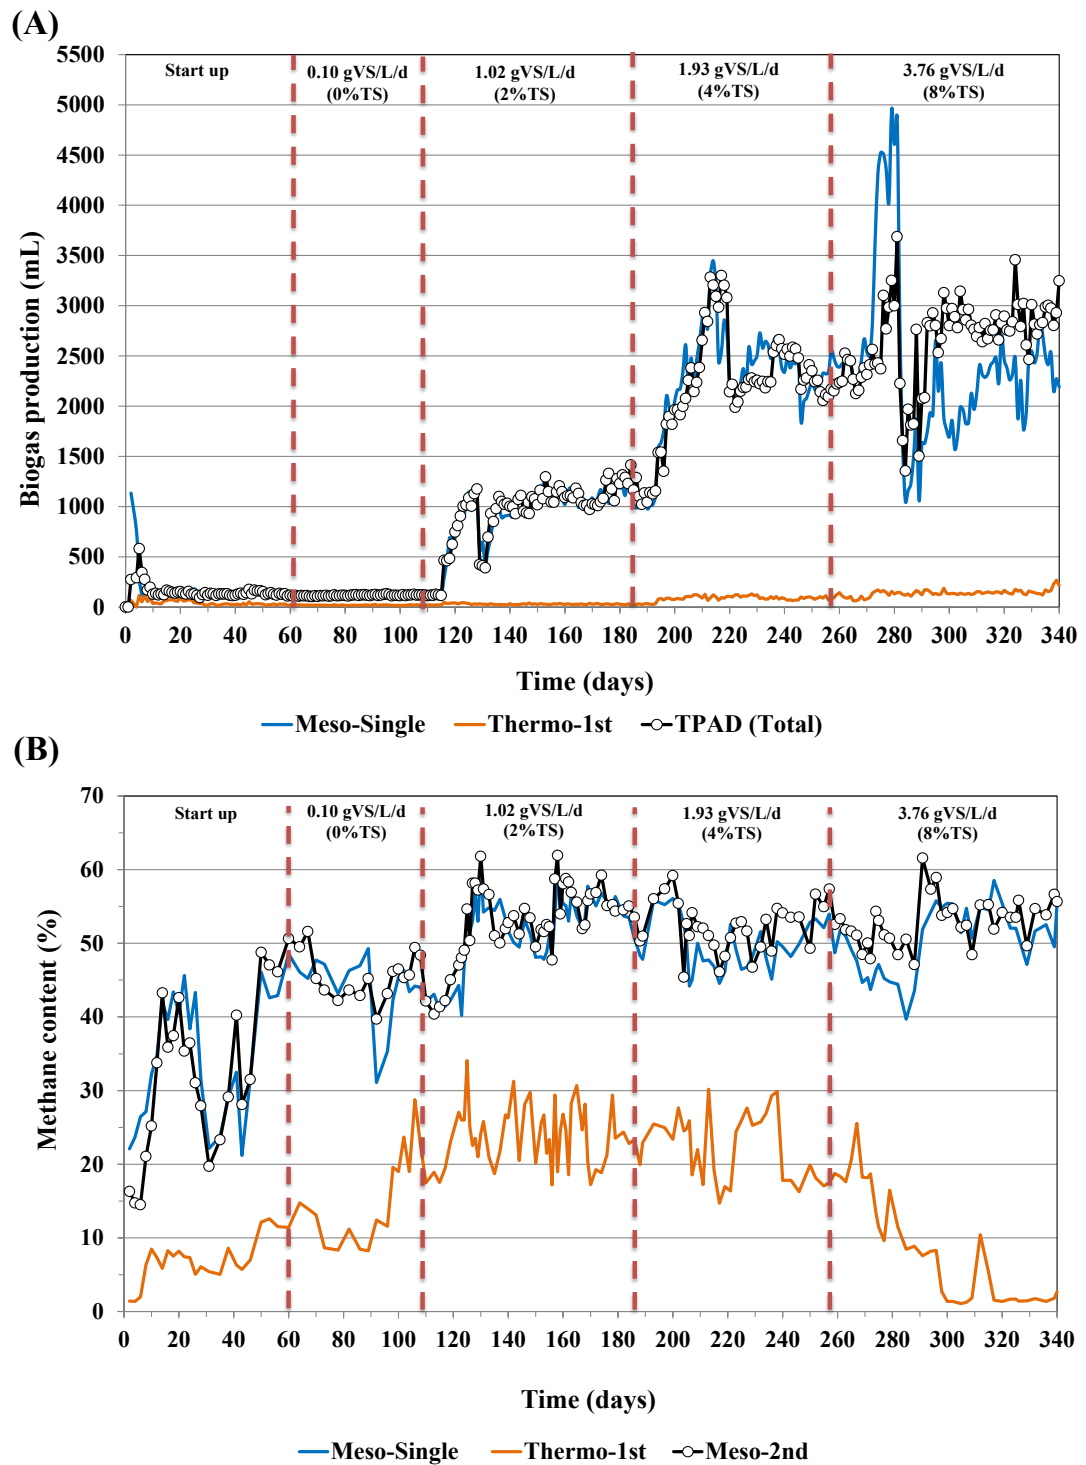 (A)
5500
5000
4500
4000
3500
3000
2500
2000
1500
1000
500
0
Biogas production (mL)
Start up
0.10 gVS/L/d
(0%TS)
1.02 gVS/L/d
(2%TS)
1.93 gVS/L/d
(4%TS)
3.76 gVS/L/d
(8%TS)
0 20 40 60 80 100 120 140 160 180 200 220 240 260 280 300 320 340
Time (days)
Meso-Single Thermo-1st TPAD (Total)
(B)
70
60
50
40
30
20
10
0
Methane content (%)
Start up
0.10 gVS/L/d
(0%TS)
1.02 gVS/L/d
(2%TS)
1.93 gVS/L/d
(4%TS)
3.76 gVS/L/d
(8%TS)
0 20 40 60 80 100 120 140 160 180 200 220 240 260 280 300 320 340
Time (days)
Meso-Single Thermo-1st Meso-2nd